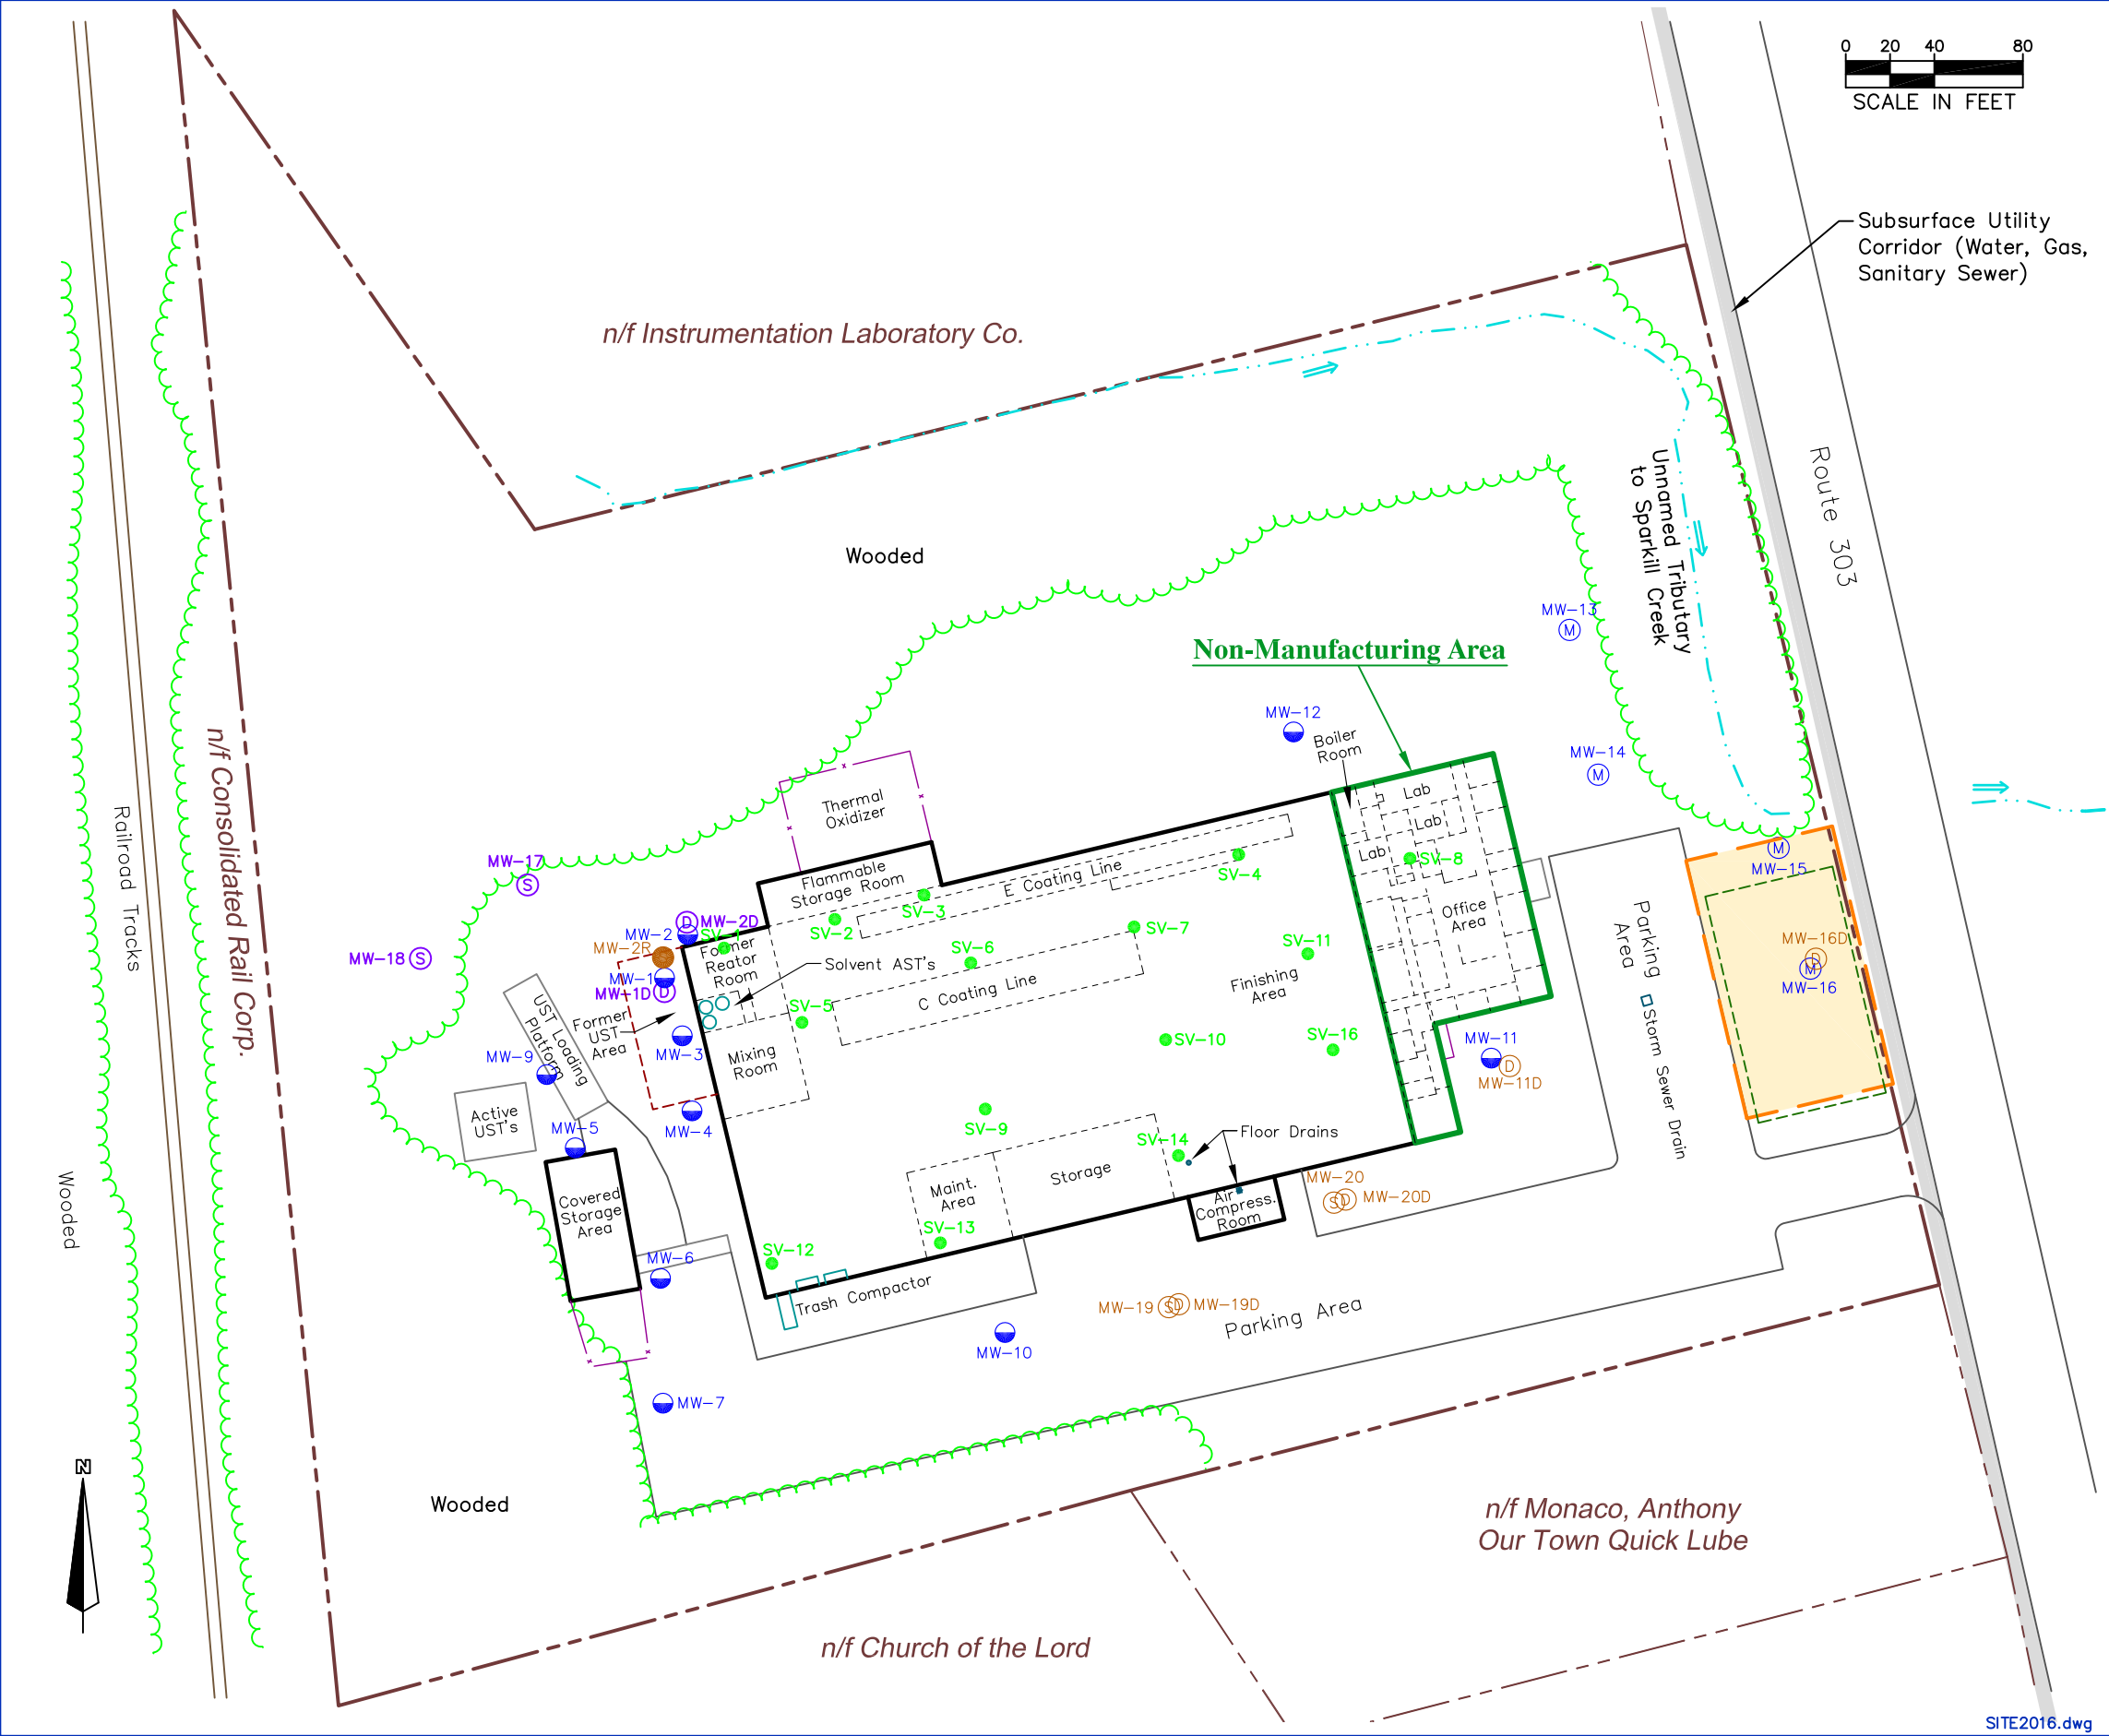 0 20 40 80
SCALE IN FEET
Subsurface Utility
Corridor (Water, Gas,
Sanitary Sewer)
n/f Instrumentation Laboratory Co.
Route 303
Unnamed Tributary
to Sparkill Creek
Wooded
MW-13
M
Non-Manufacturing Area
MW-12
Boiler
Room
MW-14
M
n/f Consolidated Rail Corp.
Railroad Tracks
Thermal
Oxidizer
Lab
Lab
Lab
SV-8
Flammable
Storage Room
E Coating Line
SV-4
SV-3
SV-2
MW-17
S
MW-15
M
MW-2D
D
MW-2
SV-1
MW-2R
MW-18
S
Former
Reator
Room
Solvent AST's
SV-6
SV-7
SV-11
Office
Area
Finishing
Area
C Coating Line
Parking
Area
MW-16D
D
M
MW-16
MW-1
MW-1D
D
SV-5
Former
UST
Area
MW-3
Mixing
Room
UST Loading
Platform
MW-9
SV-10
SV-16
MW-11
D
MW-11D
Storm Sewer Drain
Active
UST's
MW-5
MW-4
SV-9
SV-14
Floor Drains
Wooded
Covered
Storage
Area
Maint.
Area
Storage
Air
Compress.
Room
MW-20
S
D
MW-20D
SV-13
SV-12
MW-6
Trash Compactor
MW-19
S
D
MW-19D
Parking Area
MW-10
MW-7
N
Wooded
n/f Monaco, Anthony
Our Town Quick Lube
n/f Church of the Lord
SITE2016.dwg